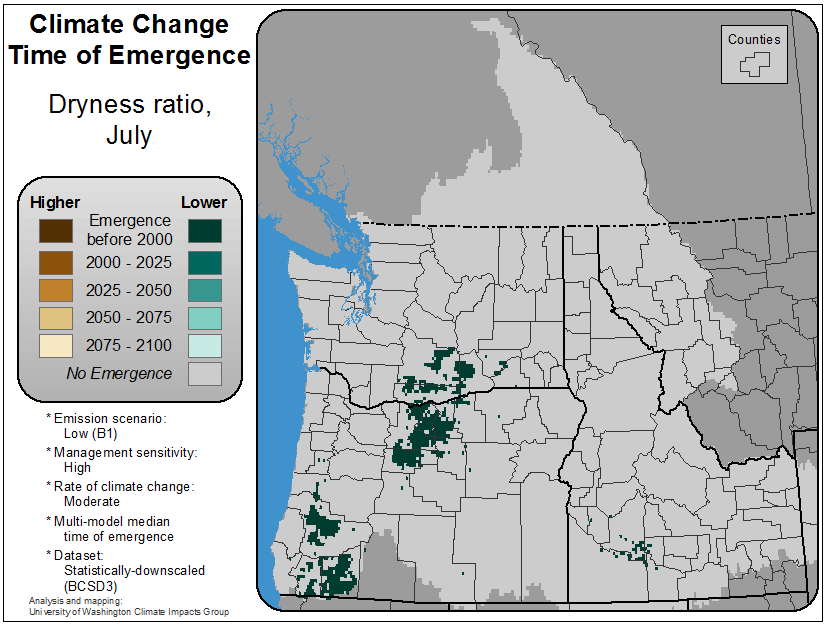 Climate Change
Time of Emergence
Dryness ratio,
July
Higher
Lower
Emergence
before 2000
2000 - 2025
2025 - 2050
2050 - 2075
2075 - 2100
No Emergence
* Emission scenario:
Low (B1)
* Management sensitivity:
High
* Rate of climate change:
Moderate
* Multi-model median
time of emergence
* Dataset:
Statistically-downscaled
(BCSD3)
Analysis and mapping:
University of Washington Climate Impacts Group
Counties